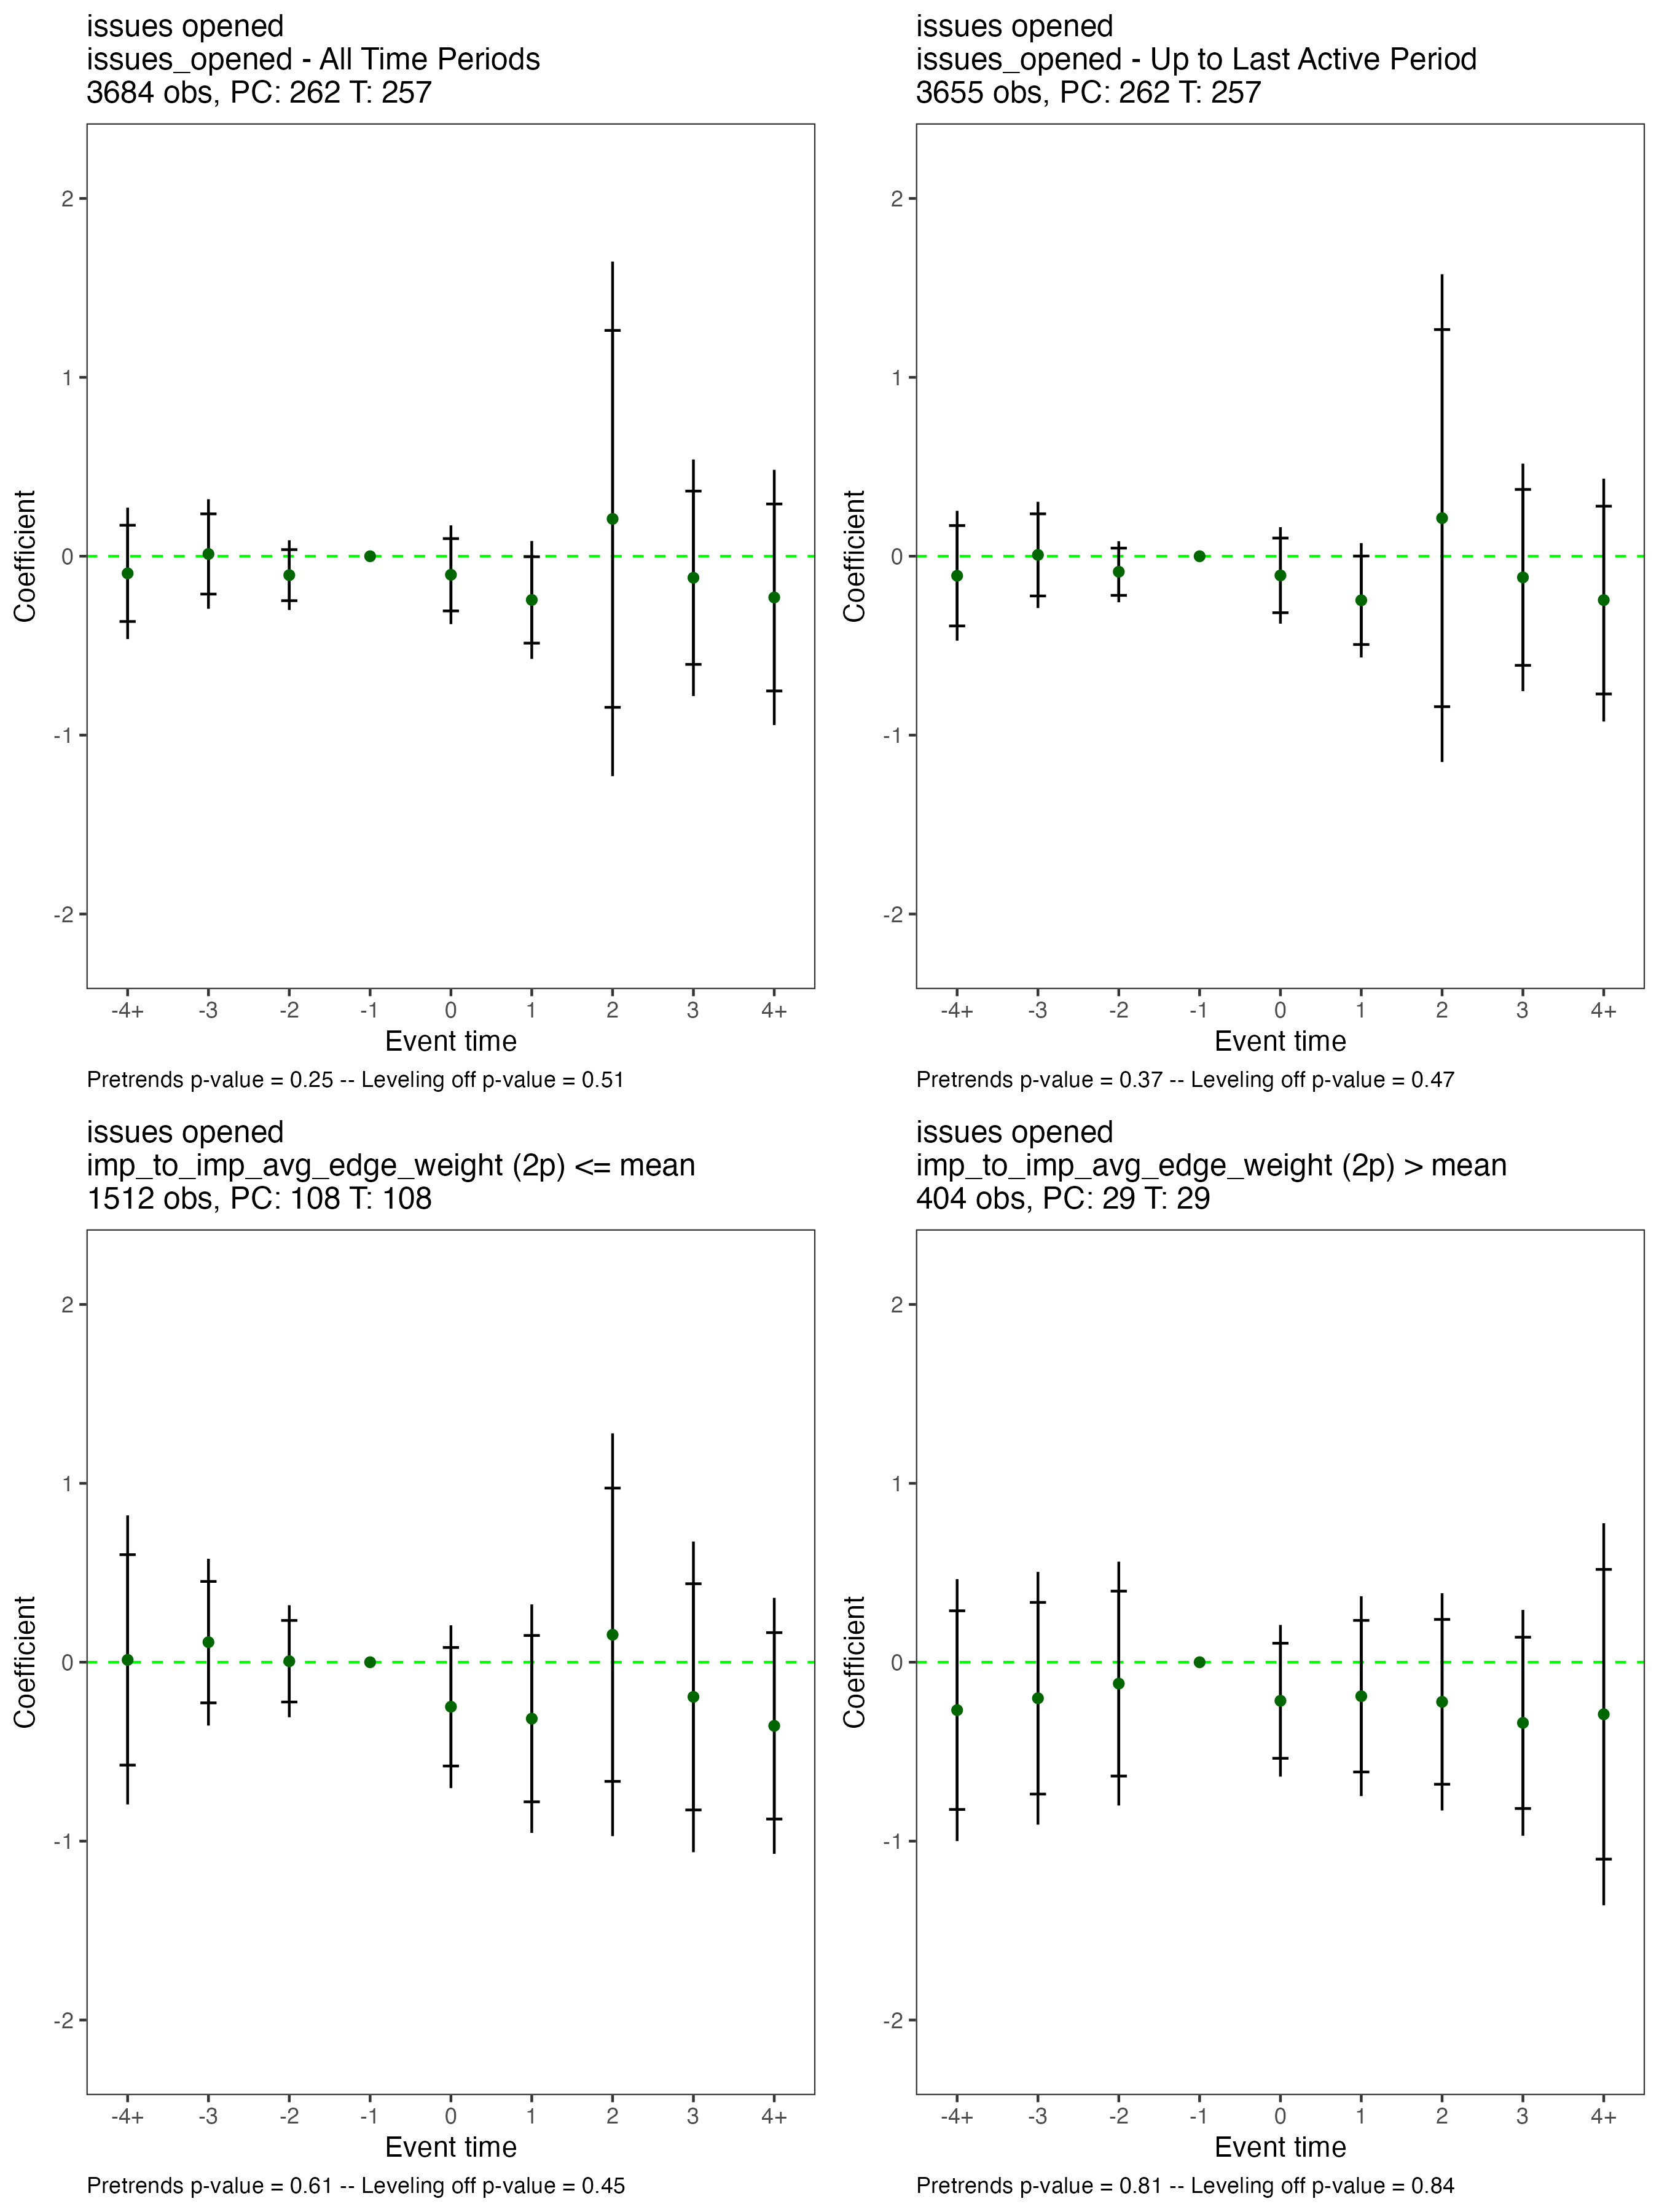 issues opened
issues_opened - All Time Periods
3684 obs, PC: 262 T: 257
Coefficient
2
1
0
-1
-2
-4+ -3 -2 -1 0 1 2 3 4+
Event time
Pretrends p-value = 0.25 -- Leveling off p-value = 0.51
issues opened
issues_opened - Up to Last Active Period
3655 obs, PC: 262 T: 257
Coefficient
2
1
0
-1
-2
-4+ -3 -2 -1 0 1 2 3 4+
Event time
Pretrends p-value = 0.37 -- Leveling off p-value = 0.47
issues opened
imp_to_imp_avg_edge_weight (2p) <= mean
1512 obs, PC: 108 T: 108
Coefficient
2
1
0
-1
-2
-4+ -3 -2 -1 0 1 2 3 4+
Event time
Pretrends p-value = 0.61 -- Leveling off p-value = 0.45
issues opened
imp_to_imp_avg_edge_weight (2p) > mean
404 obs, PC: 29 T: 29
Coefficient
2
1
0
-1
-2
-4+ -3 -2 -1 0 1 2 3 4+
Event time
Pretrends p-value = 0.81 -- Leveling off p-value = 0.84